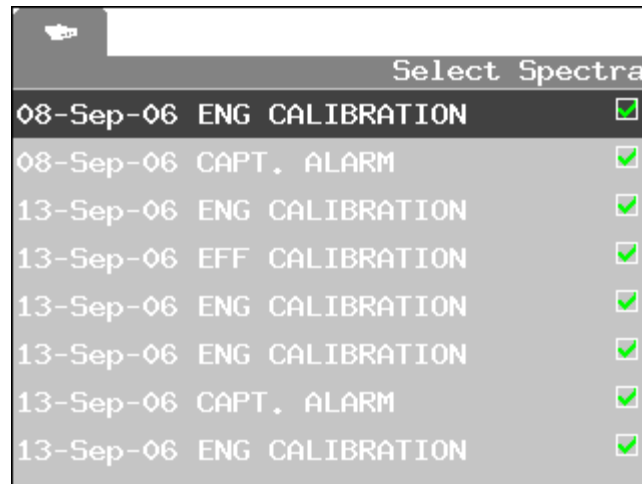 Select Spectra
08-Sep-06 ENG CALIBRATION
08-Sep-06 CAPT. ALARM
13-Sep-06 ENG CALIBRATION
13-Sep-06 EFF CALIBRATION
13-Sep-06 ENG CALIBRATION
13-Sep-06 ENG CALIBRATION
13-Sep-06 CAPT. ALARM
13-Sep-06 ENG CALIBRATION